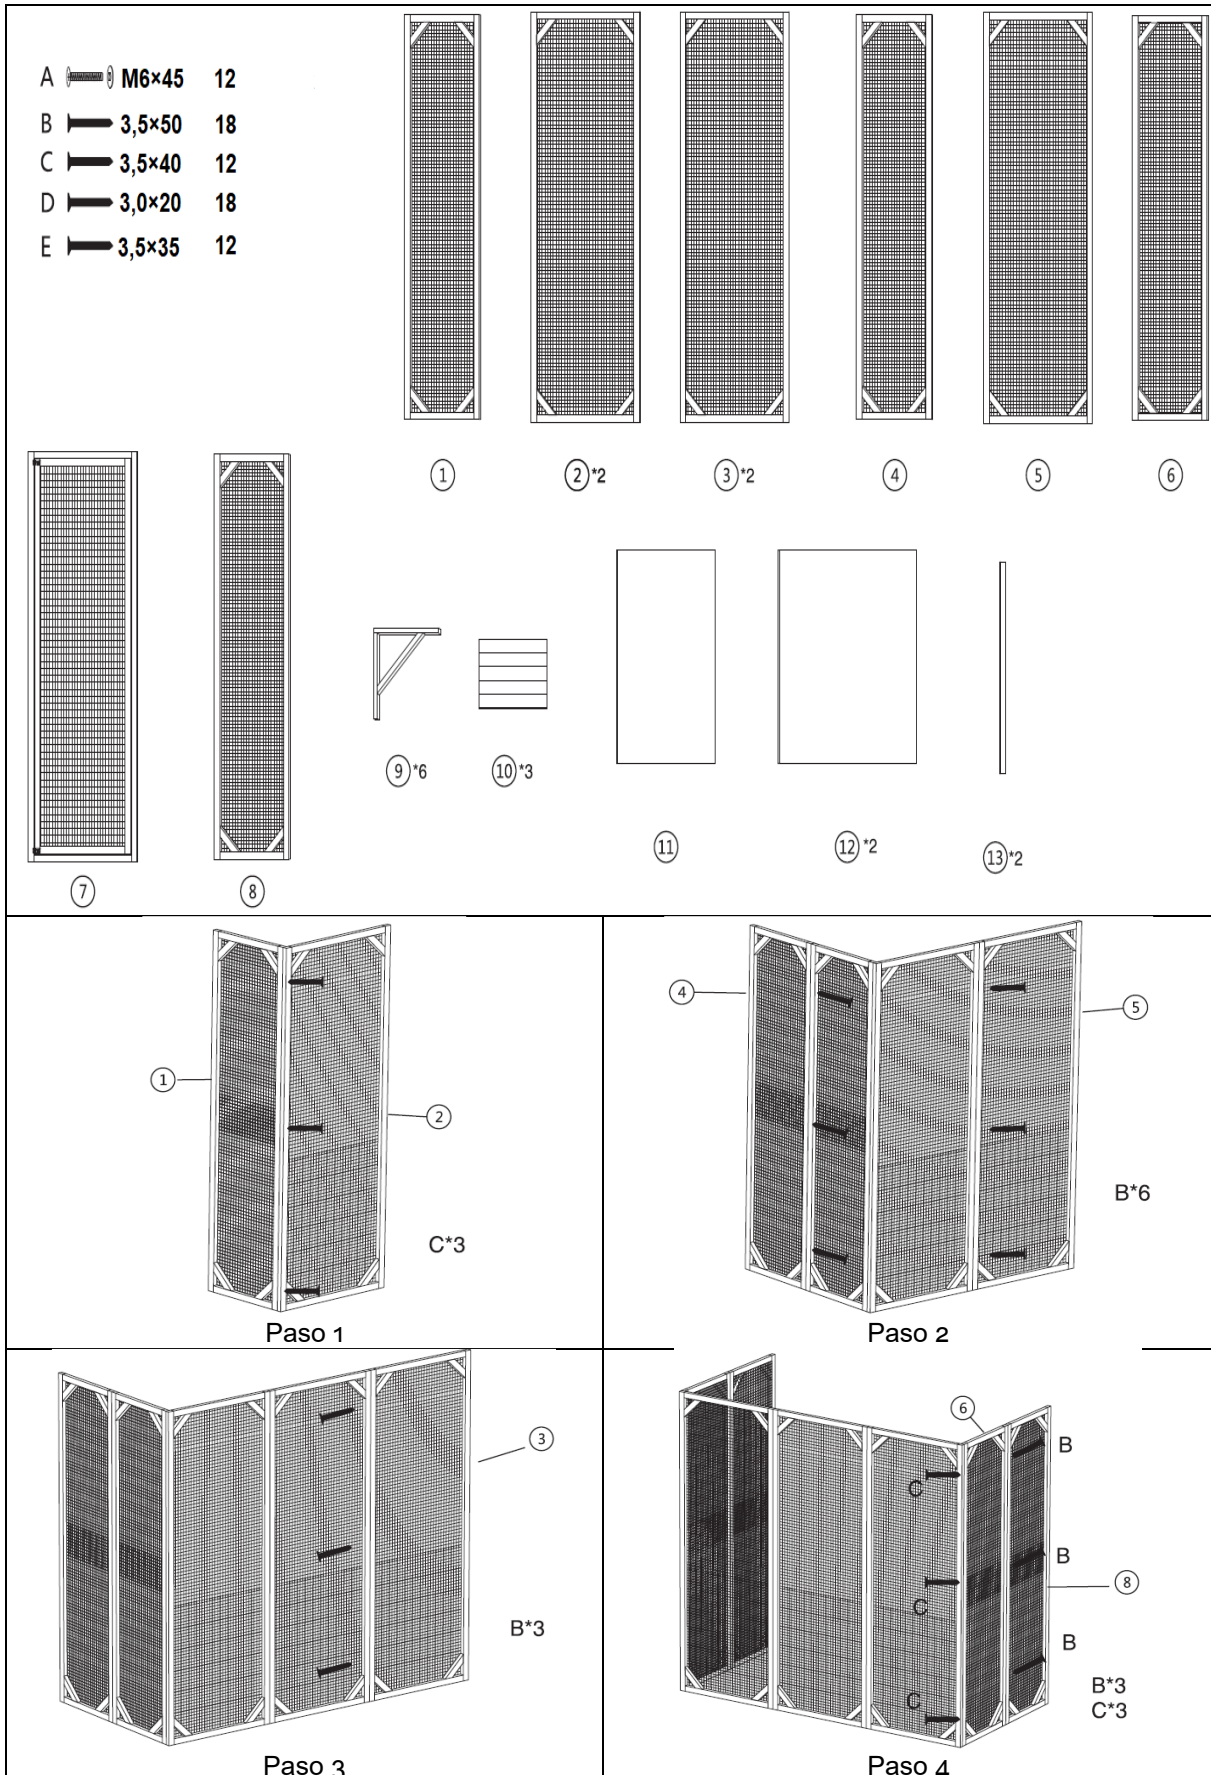 A M6×45 12
B 3,5×50 18
C 3,5×40 12
D 3,0×20 18
E 3,5×35 12
1 2 *2 3 *2 4 5 6
9 *6 10 *3
11 12 *2 13 *2
7 8
1
2
C*3
Paso 1
4
5
B*6
Paso 2
3
B*3
Paso 3
6
B
C
B
8
C
B
C
B*3
C*3
Paso 4